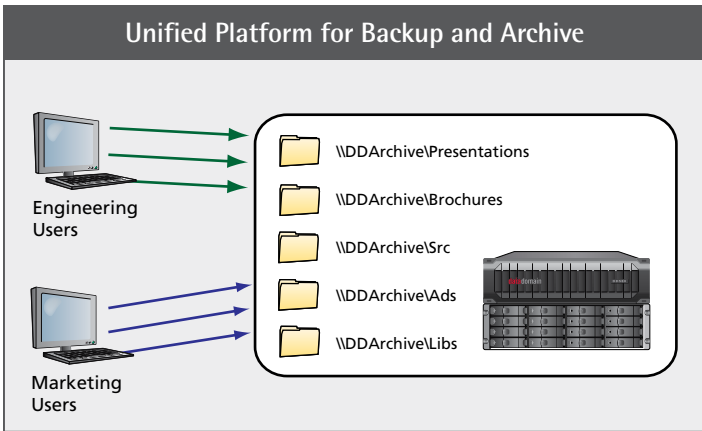 Unified Platform for Backup and Archive
Engineering
Users
\\DDArchive\Presentations
\\DDArchive\Brochures
\\DDArchive\Src
\\DDArchive\Ads
\\DDArchive\Libs
Marketing
Users
domain